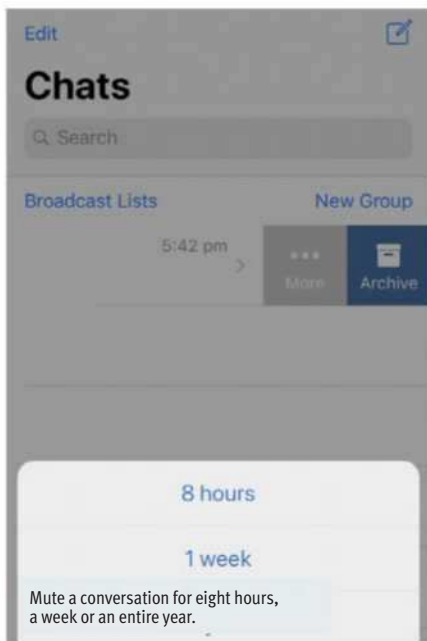 Edit
Chats
Search
Broadcast Lists New Group
5:42 pm
More Archive
8 hours
1 week
Mute a conversation for eight hours,
a week or an entire year.